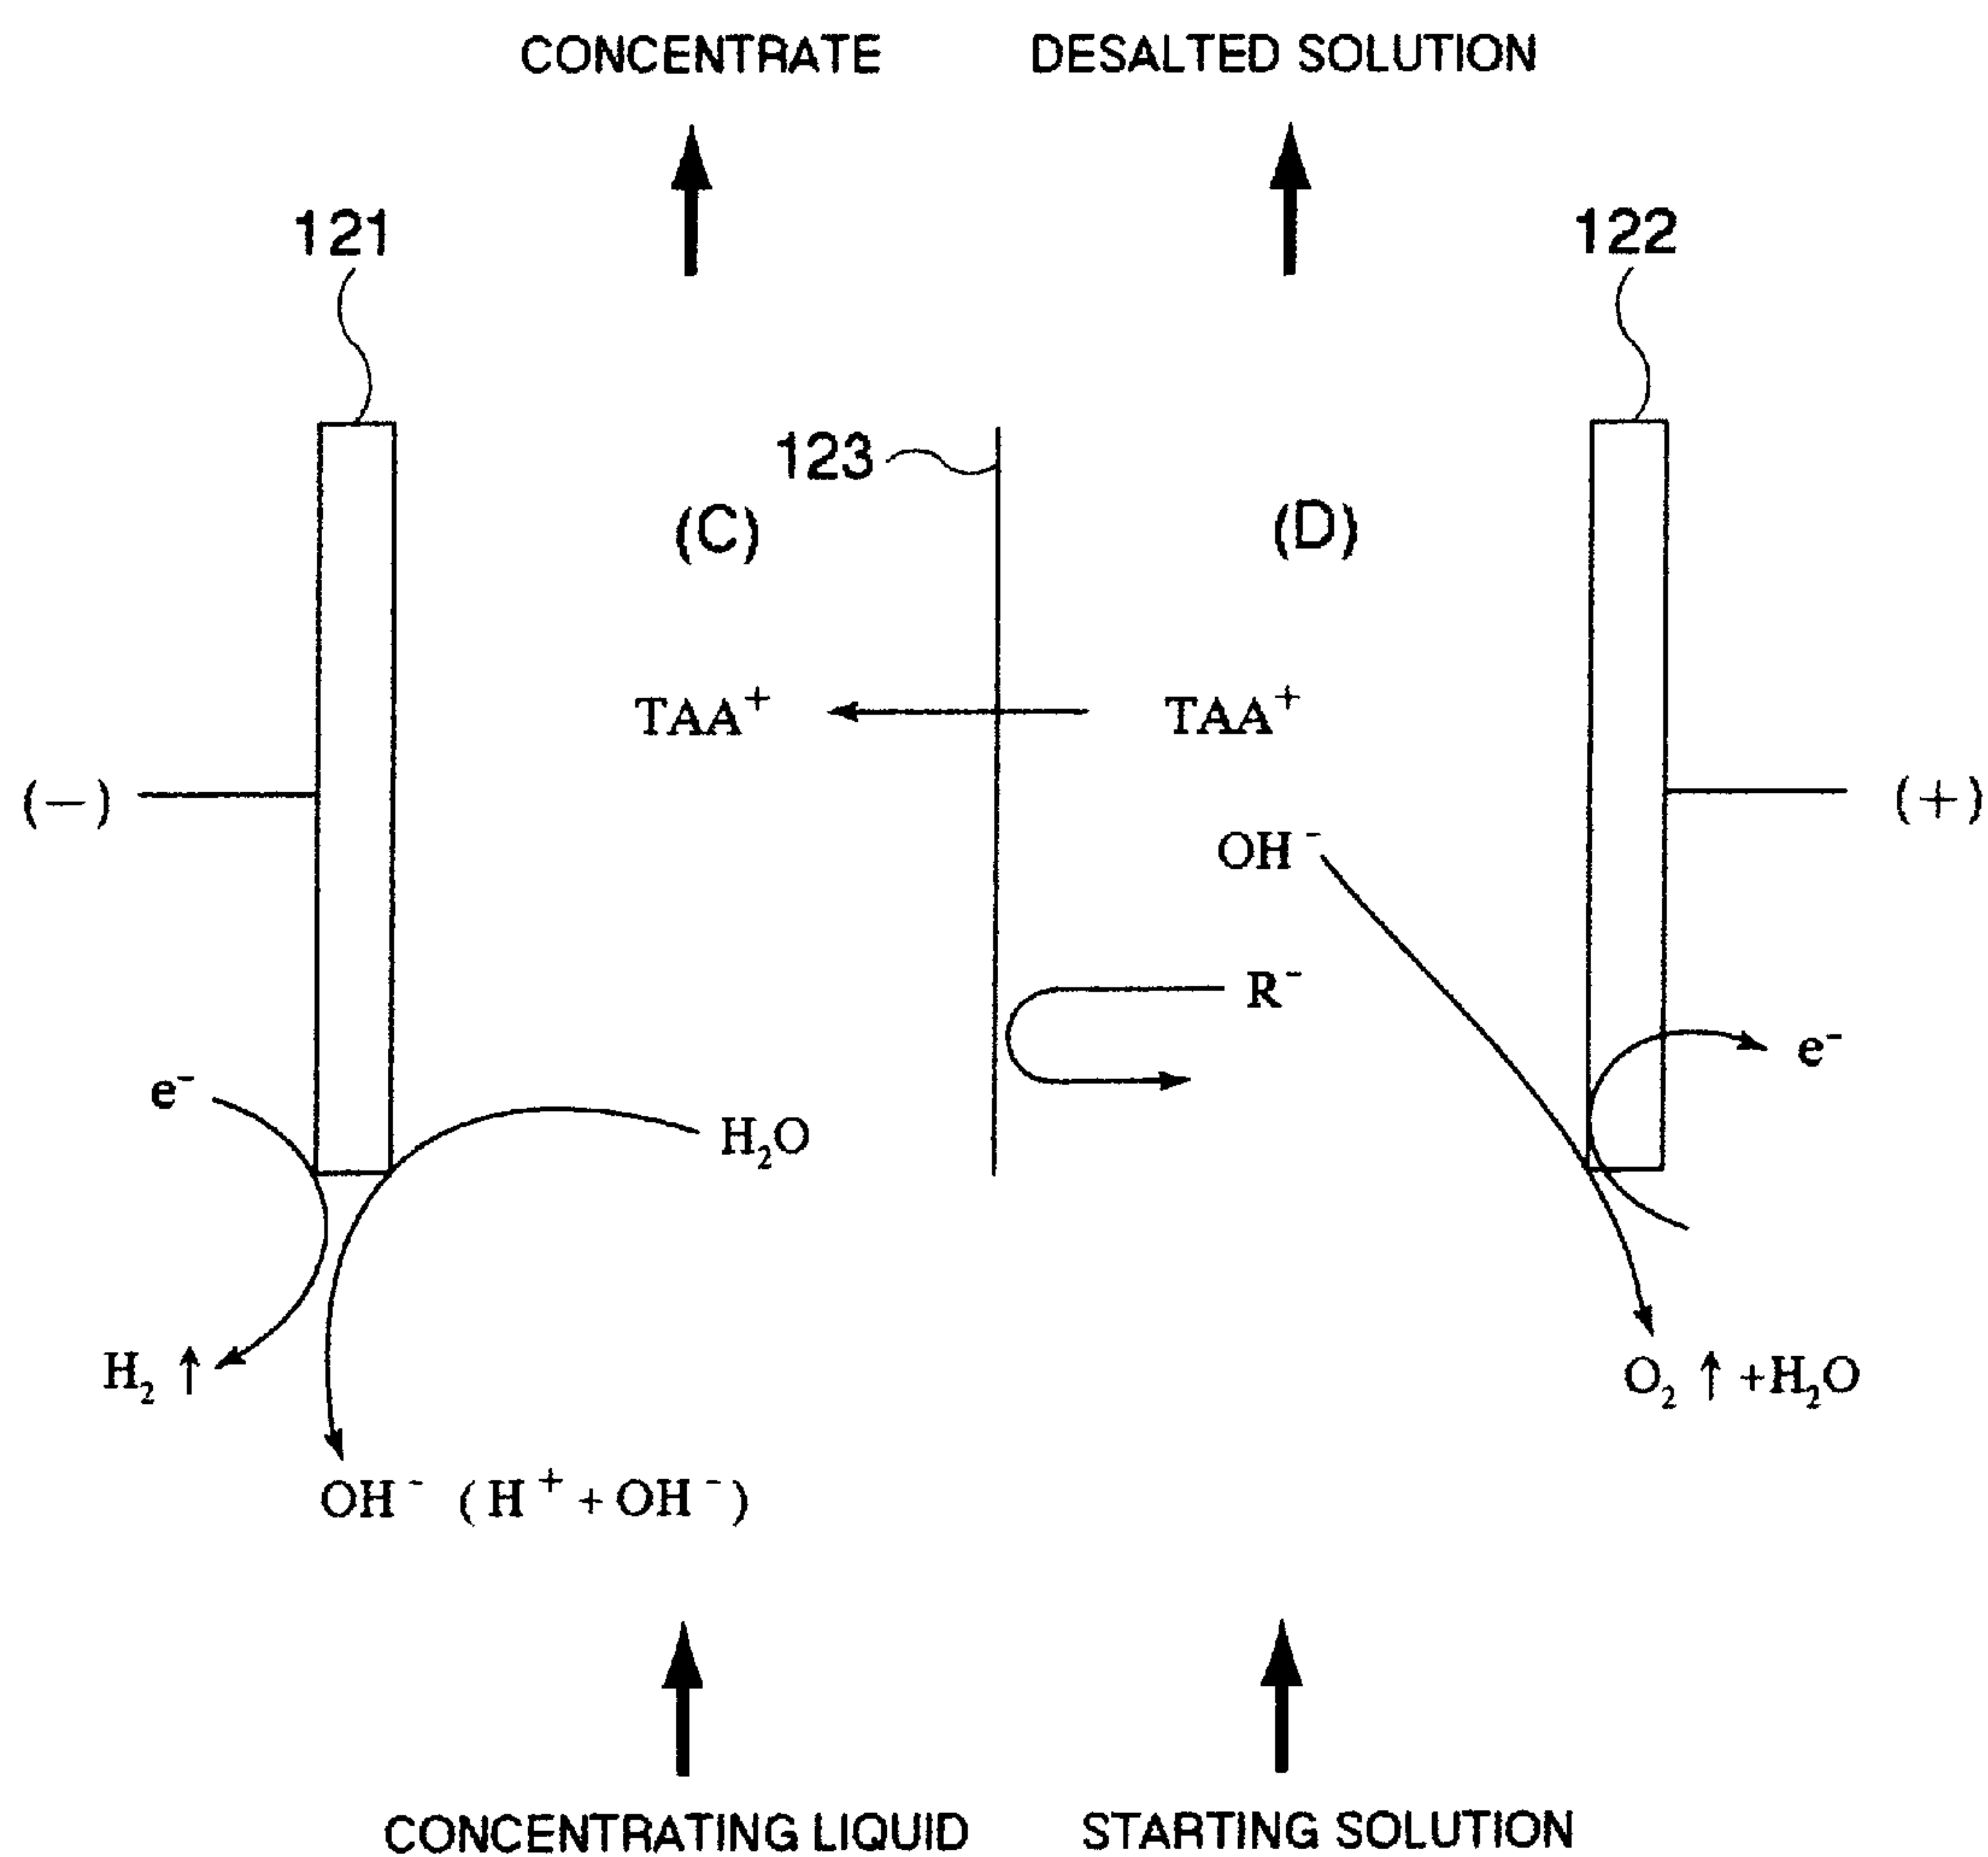 CONCENTRATE DESALTED SOLUTION
121 122
123
(C) (D)
TAA⁺ TAA⁺
(−) (+)
OH⁻
R⁻
e⁻ e⁻
H₂O
H₂ ↑ O₂ ↑ +H₂O
OH⁻ (H⁺ + OH⁻)
CONCENTRATING LIQUID STARTING SOLUTION